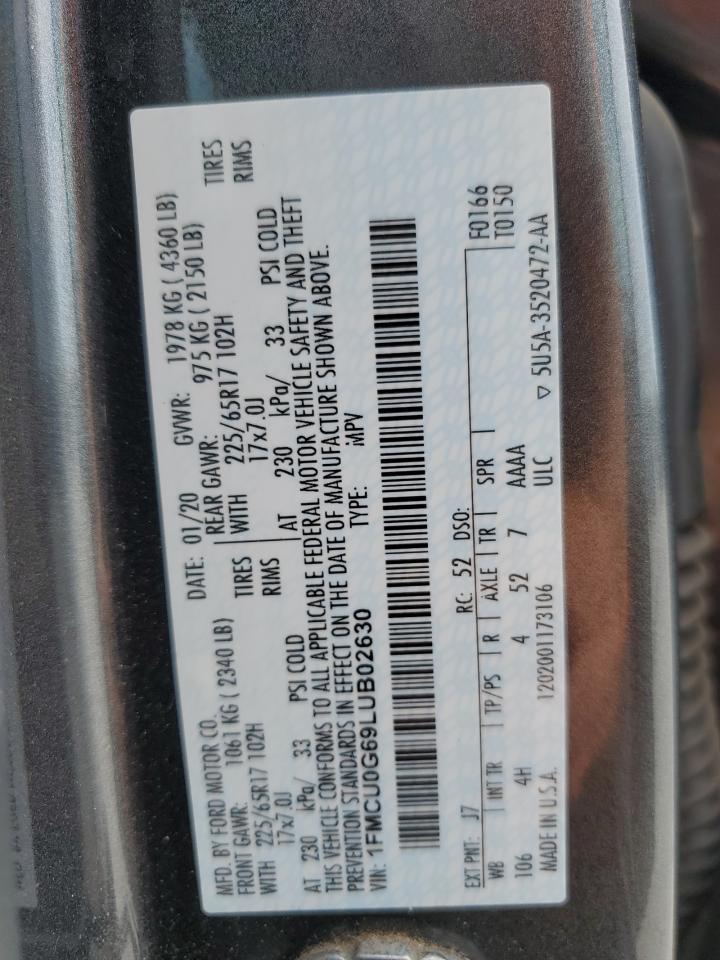 MFD. BY FORD MOTOR CO. DATE: 01/20 GVWR: 1978 KG ( 4360 LB)
FRONT GAWR: 1061 KG ( 2340 LB) REAR GAWR: 975 KG ( 2150 LB)
WITH 225/65R17 102H TIRES WITH 225/65R17 102H TIRES
17x7.0J RIMS 17x7.0J RIMS
AT 230 kPa/ 33 PSI COLD AT 230 kPa/ 33 PSI COLD
THIS VEHICLE CONFORMS TO ALL APPLICABLE FEDERAL MOTOR VEHICLE SAFETY AND THEFT
PREVENTION STANDARDS IN EFFECT ON THE DATE OF MANUFACTURE SHOWN ABOVE.
VIN: 1FMCU0G69LUB02630 TYPE: MPV
EXT PNT: J7 RC: 52 DSO: F0166
WB INT TR TP/PS R AXLE TR SPR T0150
106 4H 4 52 7 AAAA
MADE IN U.S.A. 1202001173106 ULC ▽ 5U5A-3520472-AA